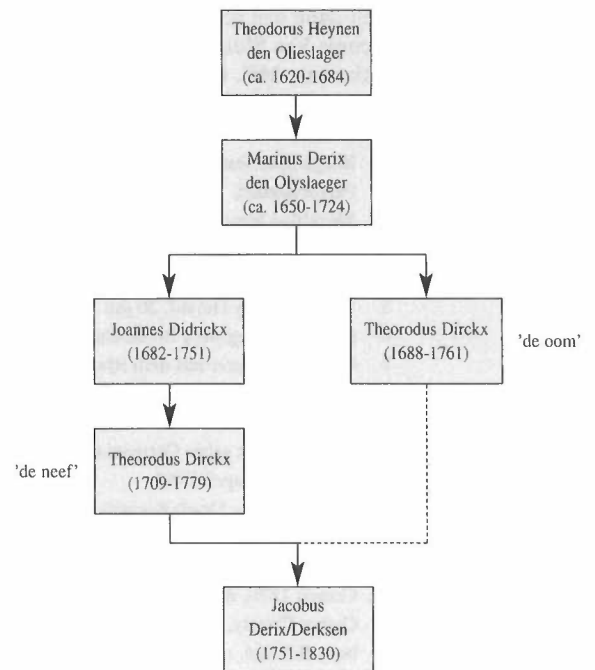 Theodorus Heynen
den Olieslager
(ca. 1620-1684)
Marinus Derix
den Olyslaeger
(ca. 1650-1724)
Joannes Didrickx
(1682-1751)
Theorodus Dirckx
(1688-1761)
'de oom'
'de neef'
Theorodus Dirckx
(1709-1779)
Jacobus
Derix/Derksen
(1751-1830)